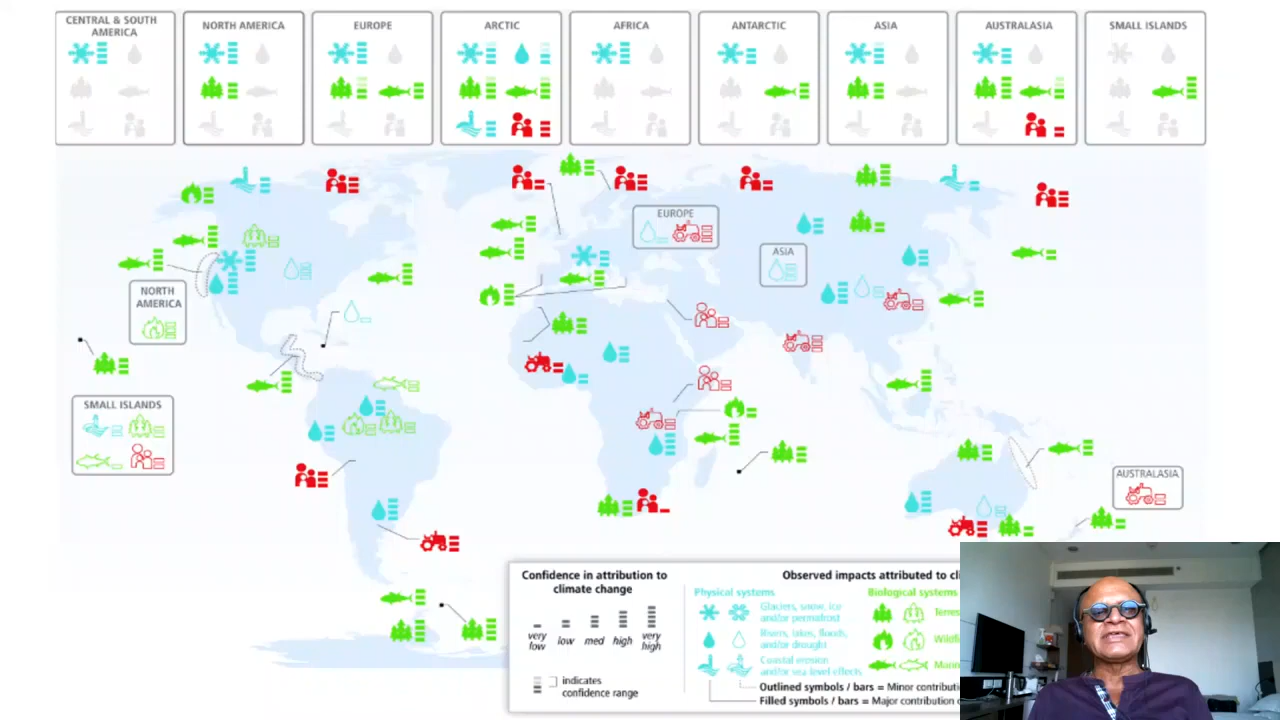 CENTRAL & SOUTH
AMERICA
NORTH AMERICA
EUROPE
ARCTIC
AFRICA
ANTARCTIC
ASIA
AUSTRALASIA
SMALL ISLANDS
EUROPE
ASIA
NORTH
AMERICA
SMALL ISLANDS
AUSTRALASIA
Confidence in attribution to
climate change
very
low
low
med
high
very
high
indicates
confidence range
Observed impacts attributed to cli
Physical systems
Glaciers, snow, ice
and/or permafrost
Rivers, lakes, floods,
and/or drought
Coastal erosion
and/or sea level effects
Biological systems
Terres
Wildfi
Marin
Outlined symbols / bars = Minor contributi
Filled symbols / bars = Major contribution o